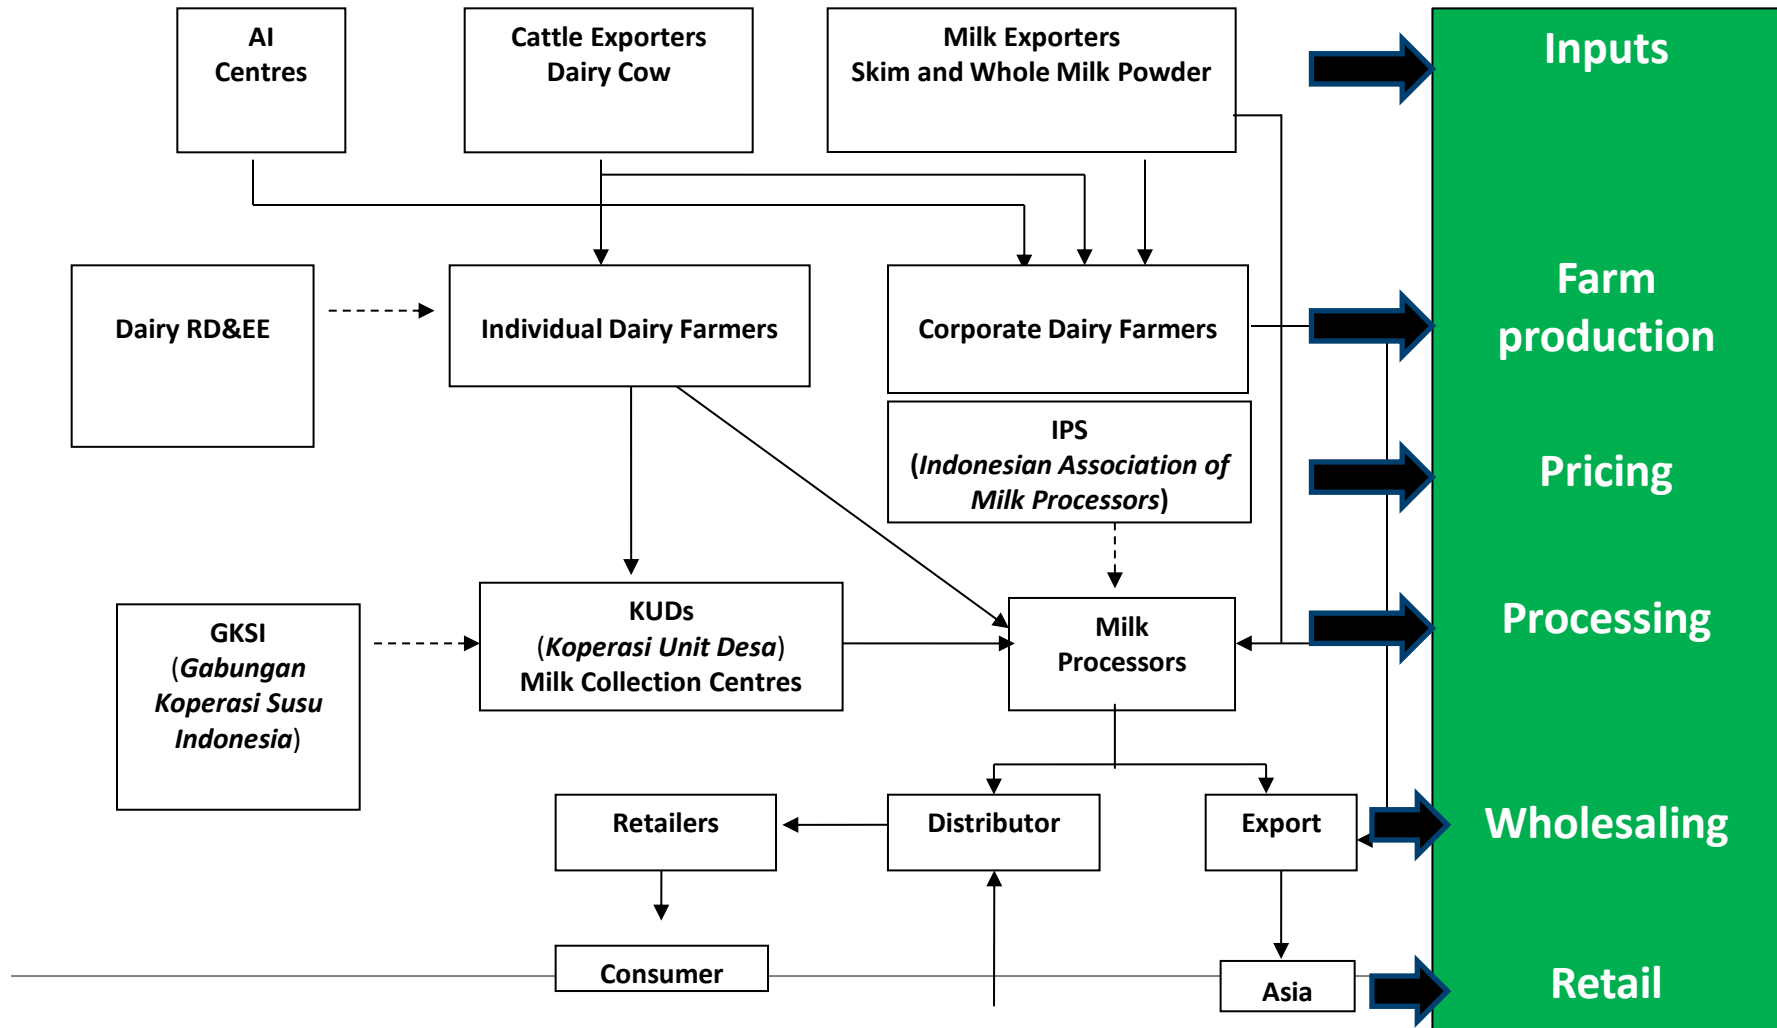 AI
Centres
Cattle Exporters
Dairy Cow
Milk Exporters
Skim and Whole Milk Powder
Inputs
Dairy RD&EE
Individual Dairy Farmers
Corporate Dairy Farmers
Farm
production
IPS
(Indonesian Association of
Milk Processors)
Pricing
GKSI
(Gabungan
Koperasi Susu
Indonesia)
KUDs
(Koperasi Unit Desa)
Milk Collection Centres
Milk
Processors
Processing
Retailers
Distributor
Export
Wholesaling
Consumer
Asia
Retail